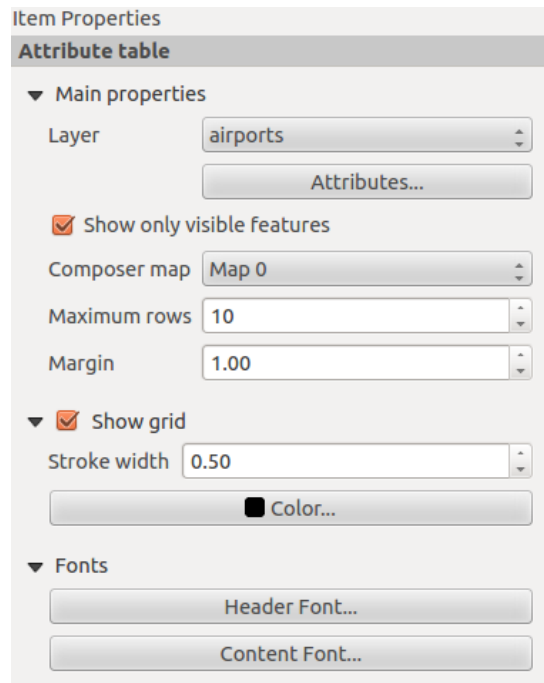 Item Properties
Attribute table
Main properties
Layer airports
Attributes...
Show only visible features
Composer map Map 0
Maximum rows 10
Margin 1.00
Show grid
Stroke width 0.50
Color...
Fonts
Header Font...
Content Font...